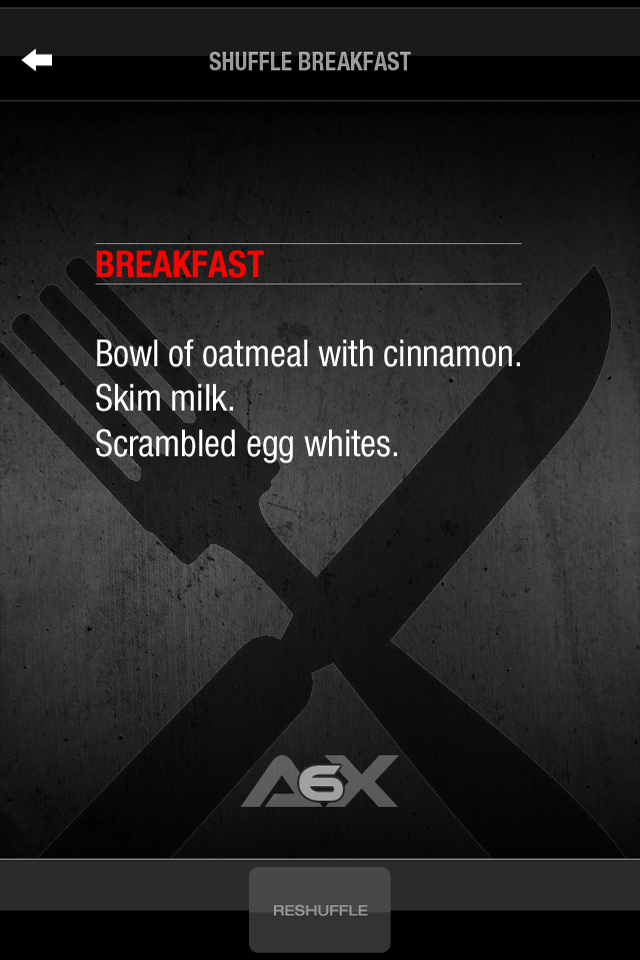 SHUFFLE BREAKFAST
BREAKFAST
Bowl of oatmeal with cinnamon.
Skim milk.
Scrambled egg whites.
A6X
RESHUFFLE